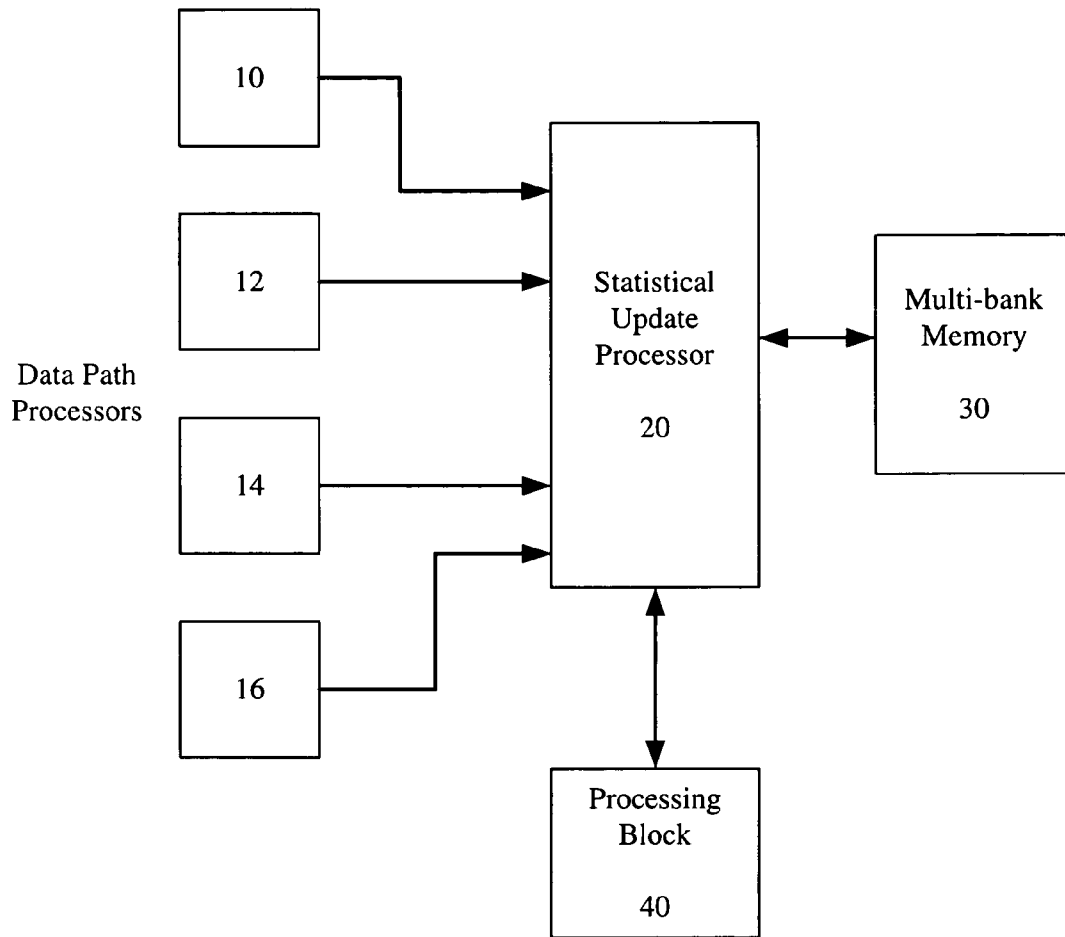 10
12
Data Path
Processors
14
16
Statistical
Update
Processor
20
Multi-bank
Memory
30
Processing
Block
40